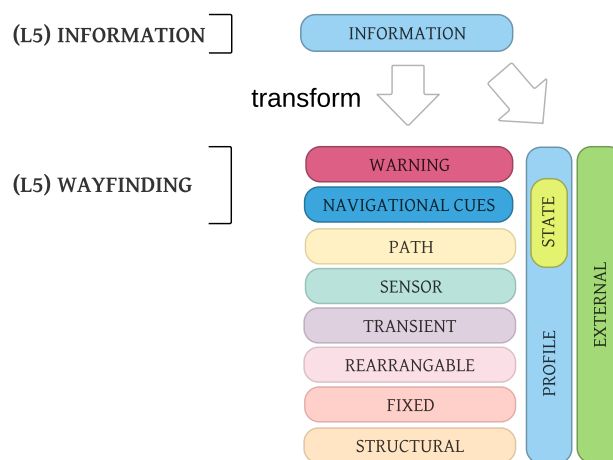 (L5) INFORMATION
INFORMATION
transform
(L5) WAYFINDING
WARNING
NAVIGATIONAL CUES
PATH
SENSOR
TRANSIENT
REARRANGABLE
FIXED
STRUCTURAL
STATE
PROFILE
EXTERNAL